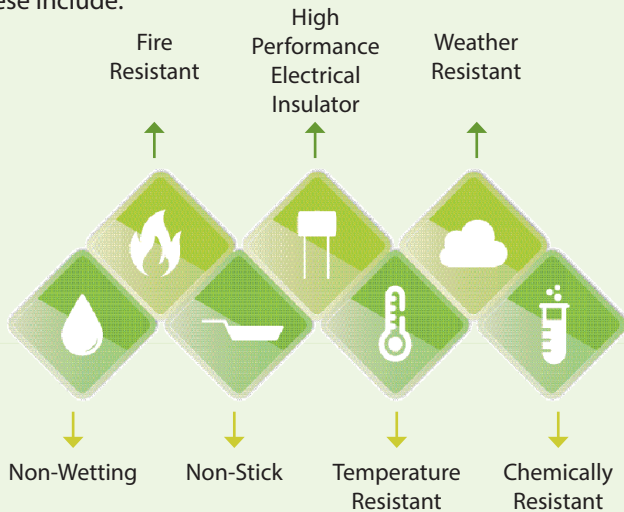 ese include:
Fire
Resistant
High
Performance
Electrical
Insulator
Weather
Resistant
Non-Wetting
Non-Stick
Temperature
Resistant
Chemically
Resistant